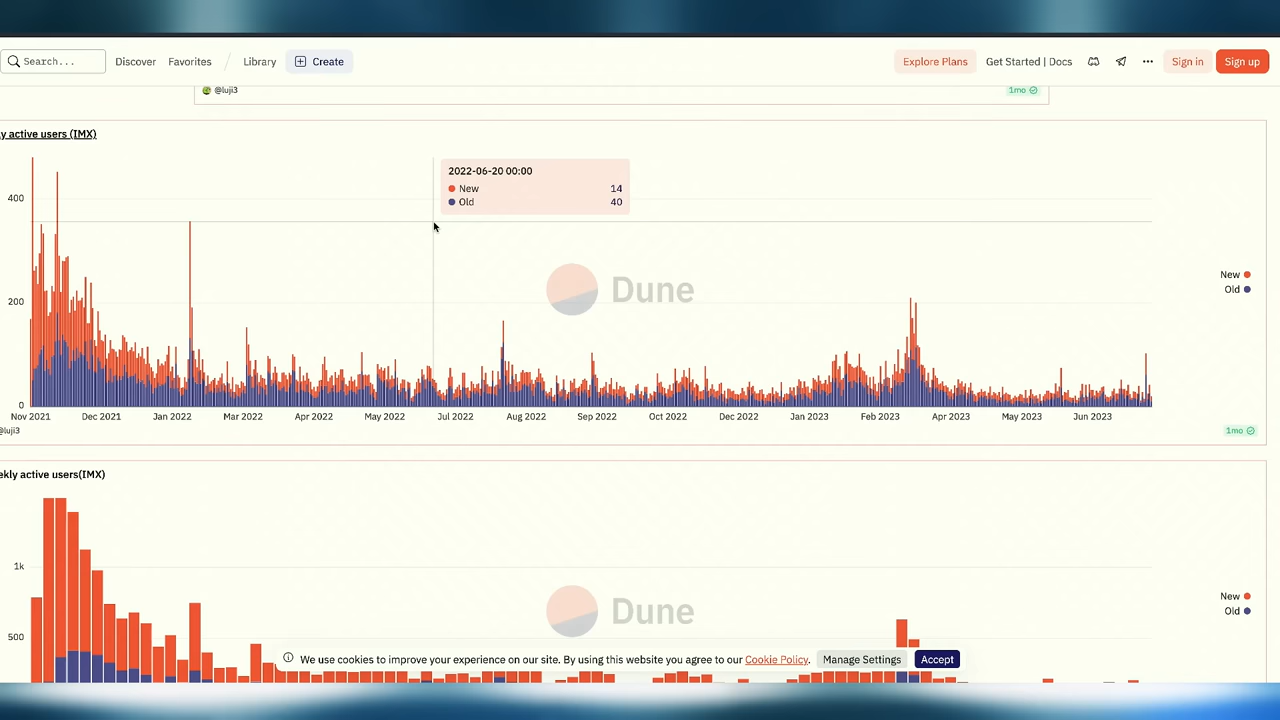 Search...
Discover
Favorites
/
Library
Create
Explore Plans
Get Started | Docs
Sign in
Sign up
@luji3
1mo
ly active users (IMX)
2022-06-20 00:00
New 14
Old 40
400
200
0
Dune
New
Old
Nov 2021
Dec 2021
Jan 2022
Mar 2022
Apr 2022
May 2022
Jul 2022
Aug 2022
Sep 2022
Oct 2022
Dec 2022
Jan 2023
Feb 2023
Apr 2023
May 2023
Jun 2023
@luji3
1mo
ekly active users(IMX)
1k
500
Dune
New
Old
We use cookies to improve your experience on our site. By using this website you agree to our Cookie Policy.
Manage Settings
Accept